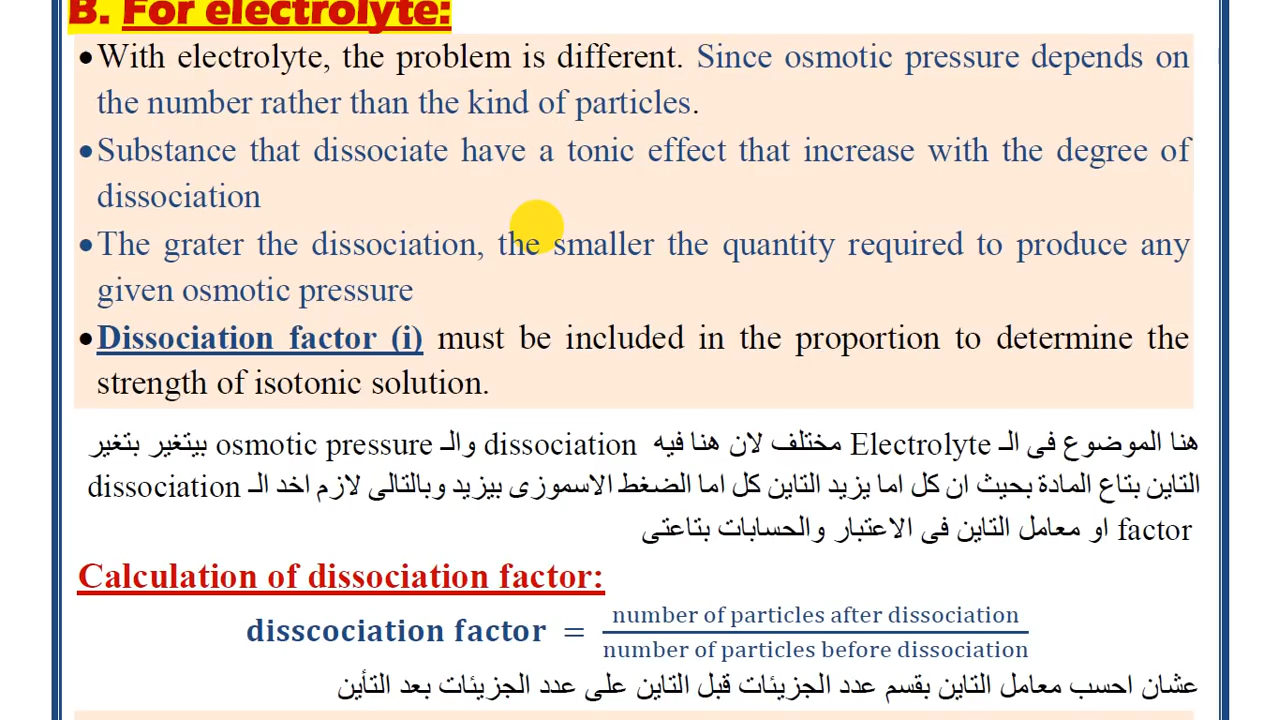 B. For electrolyte:
•With electrolyte, the problem is different. Since osmotic pressure depends on
the number rather than the kind of particles.
•Substance that dissociate have a tonic effect that increase with the degree of
dissociation
•The grater the dissociation, the smaller the quantity required to produce any
given osmotic pressure
•Dissociation factor (i) must be included in the proportion to determine the
strength of isotonic solution.
هنا الموضوع فى الـ Electrolyte مختلف لان هنا فيه dissociation والـ osmotic pressure بيتغير بتغير
التاين بتاع المادة بحيث ان كل اما يزيد التاين كل اما الضغط الاسموزى بيزيد وبالتالى لازم اخد الـ dissociation
factor او معامل التاين فى الاعتبار والحسابات بتاعتى
Calculation of dissociation factor:
disscociation factor = number of particles after dissociation
number of particles before dissociation
عشان احسب معامل التاين بقسم عدد الجزيئات قبل التاين على عدد الجزيئات بعد التأين